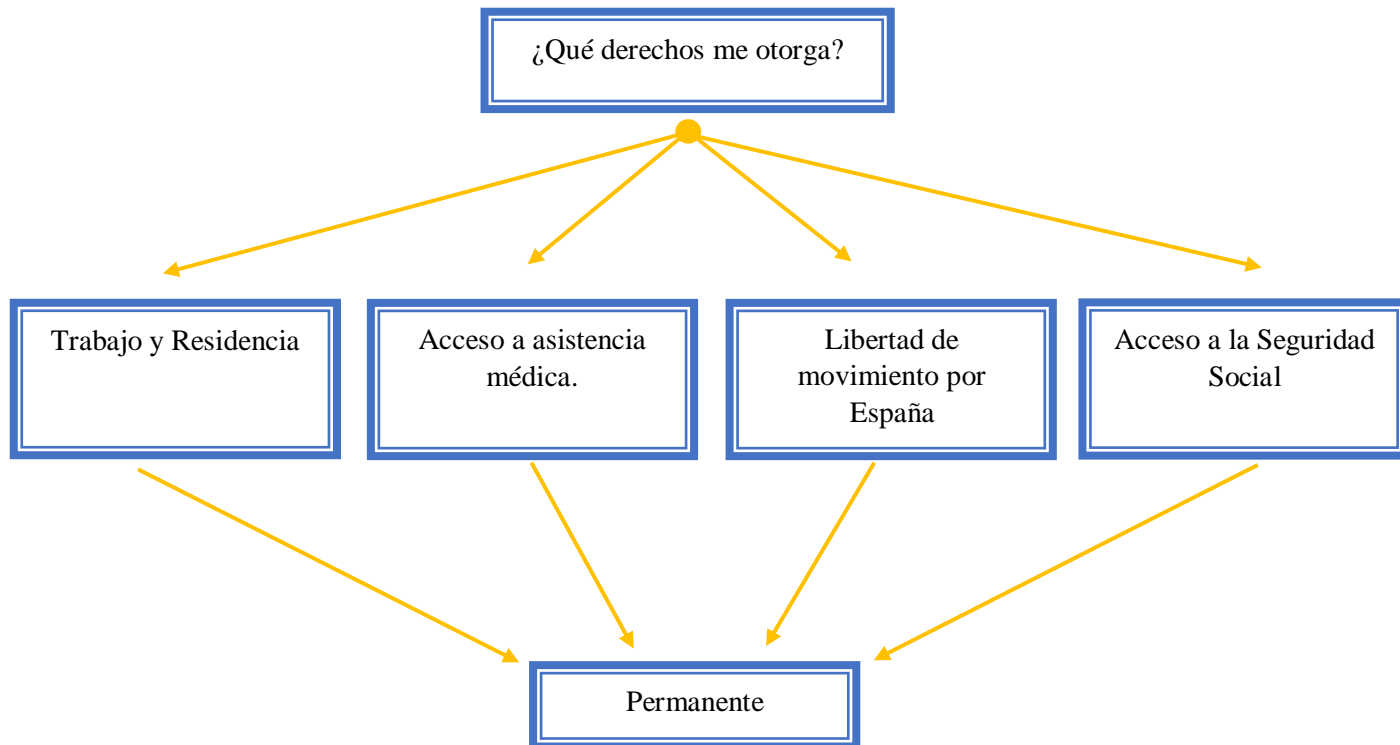 ¿Qué derechos me otorga?
Trabajo y Residencia
Acceso a asistencia
médica.
Libertad de
movimiento por
España
Acceso a la Seguridad
Social
Permanente